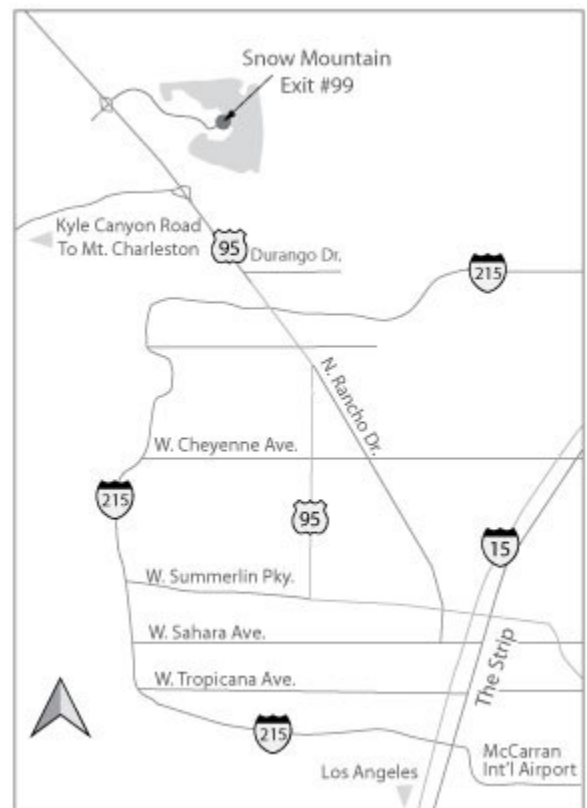 Snow Mountain
Exit #99
Kyle Canyon Road
To Mt. Charleston
95
Durango Dr.
215
N. Rancho Dr.
W. Cheyenne Ave.
215
95
15
W. Summerlin Pky.
W. Sahara Ave.
The Strip
W. Tropicana Ave.
215
McCarran
Int'l Airport
Los Angeles